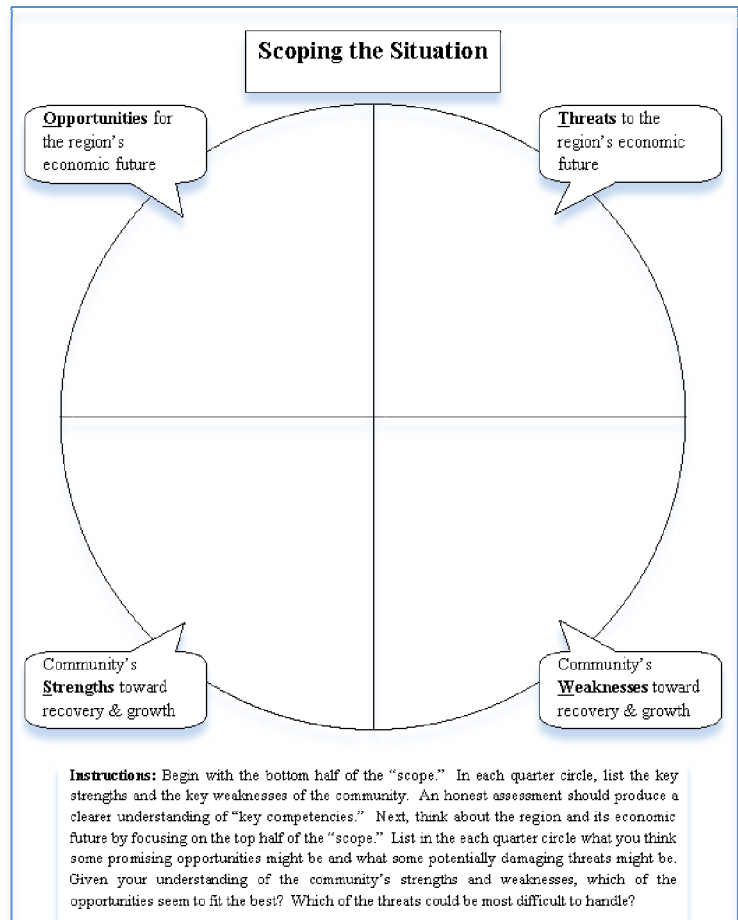 Scoping the Situation
Opportunities for
the region's
economic future
Threats to the
region's economic
future
Community's
Strengths toward
recovery & growth
Community's
Weaknesses toward
recovery & growth
Instructions: Begin with the bottom half of the “scope.” In each quarter circle, list the key
strengths and the key weaknesses of the community. An honest assessment should produce a
clearer understanding of “key competencies.” Next, think about the region and its economic
future by focusing on the top half of the “scope.” List in the each quarter circle what you think
some promising opportunities might be and what some potentially damaging threats might be.
Given your understanding of the community's strengths and weaknesses, which of the
opportunities seem to fit the best? Which of the threats could be most difficult to handle?